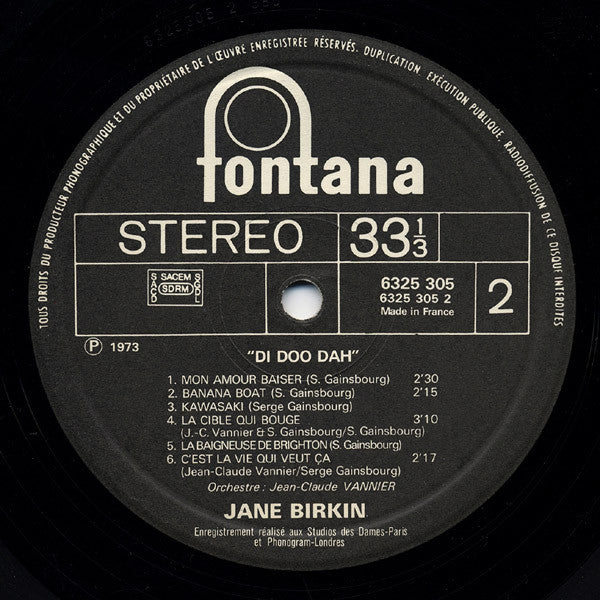 TOUS DROITS DU PRODUCTEUR PHONOGRAPHIQUE ET DU PROPRIÉTAIRE DE L'ŒUVRE ENREGISTRÉE RÉSERVÉS. DUPLICATION, EXÉCUTION PUBLIQUE, RADIODIFFUSION DE CE DISQUE INTERDITES
fontana
STEREO 33 1/3
SACEM
SACD SDRM SGDL
6325 305
6325 305 2
Made in France
2
Ⓟ 1973
"DI DOO DAH"
1. MON AMOUR BAISER (S. Gainsbourg) 2'30
2. BANANA BOAT (S. Gainsbourg) 2'15
3. KAWASAKI (Serge Gainsbourg)
4. LA CIBLE QUI BOUGE 3'10
(J.-C. Vannier & S. Gainsbourg/S. Gainsbourg)
5. LA BAIGNEUSE DE BRIGHTON (S. Gainsbourg)
6. C'EST LA VIE QUI VEUT ÇA 2'17
(Jean-Claude Vannier/Serge Gainsbourg)
Orchestre : Jean-Claude VANNIER
JANE BIRKIN
Enregistrement réalisé aux Studios des Dames-Paris
et Phonogram-Londres